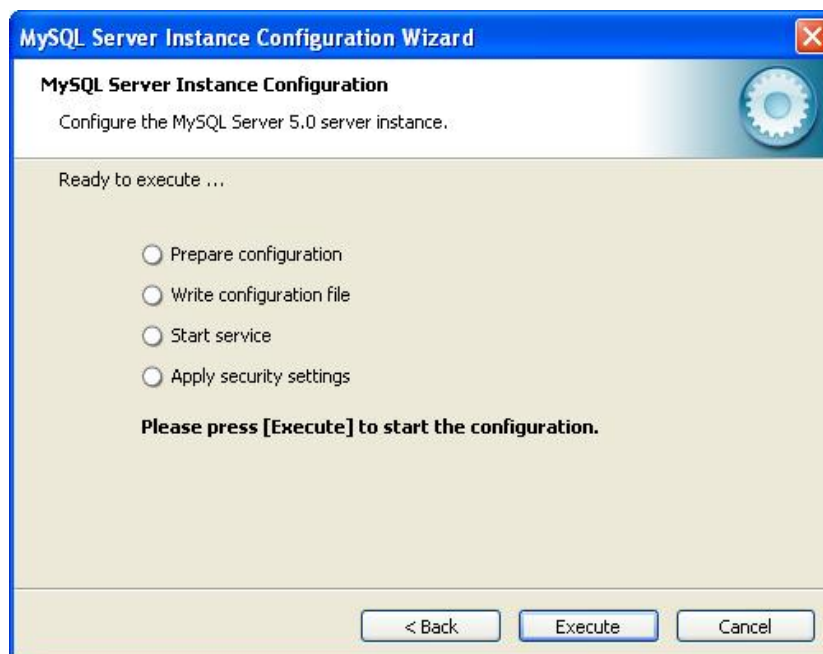 MySQL Server Instance Configuration Wizard
MySQL Server Instance Configuration
Configure the MySQL Server 5.0 server instance.
Ready to execute ...
Prepare configuration
Write configuration file
Start service
Apply security settings
Please press [Execute] to start the configuration.
< Back
Execute
Cancel